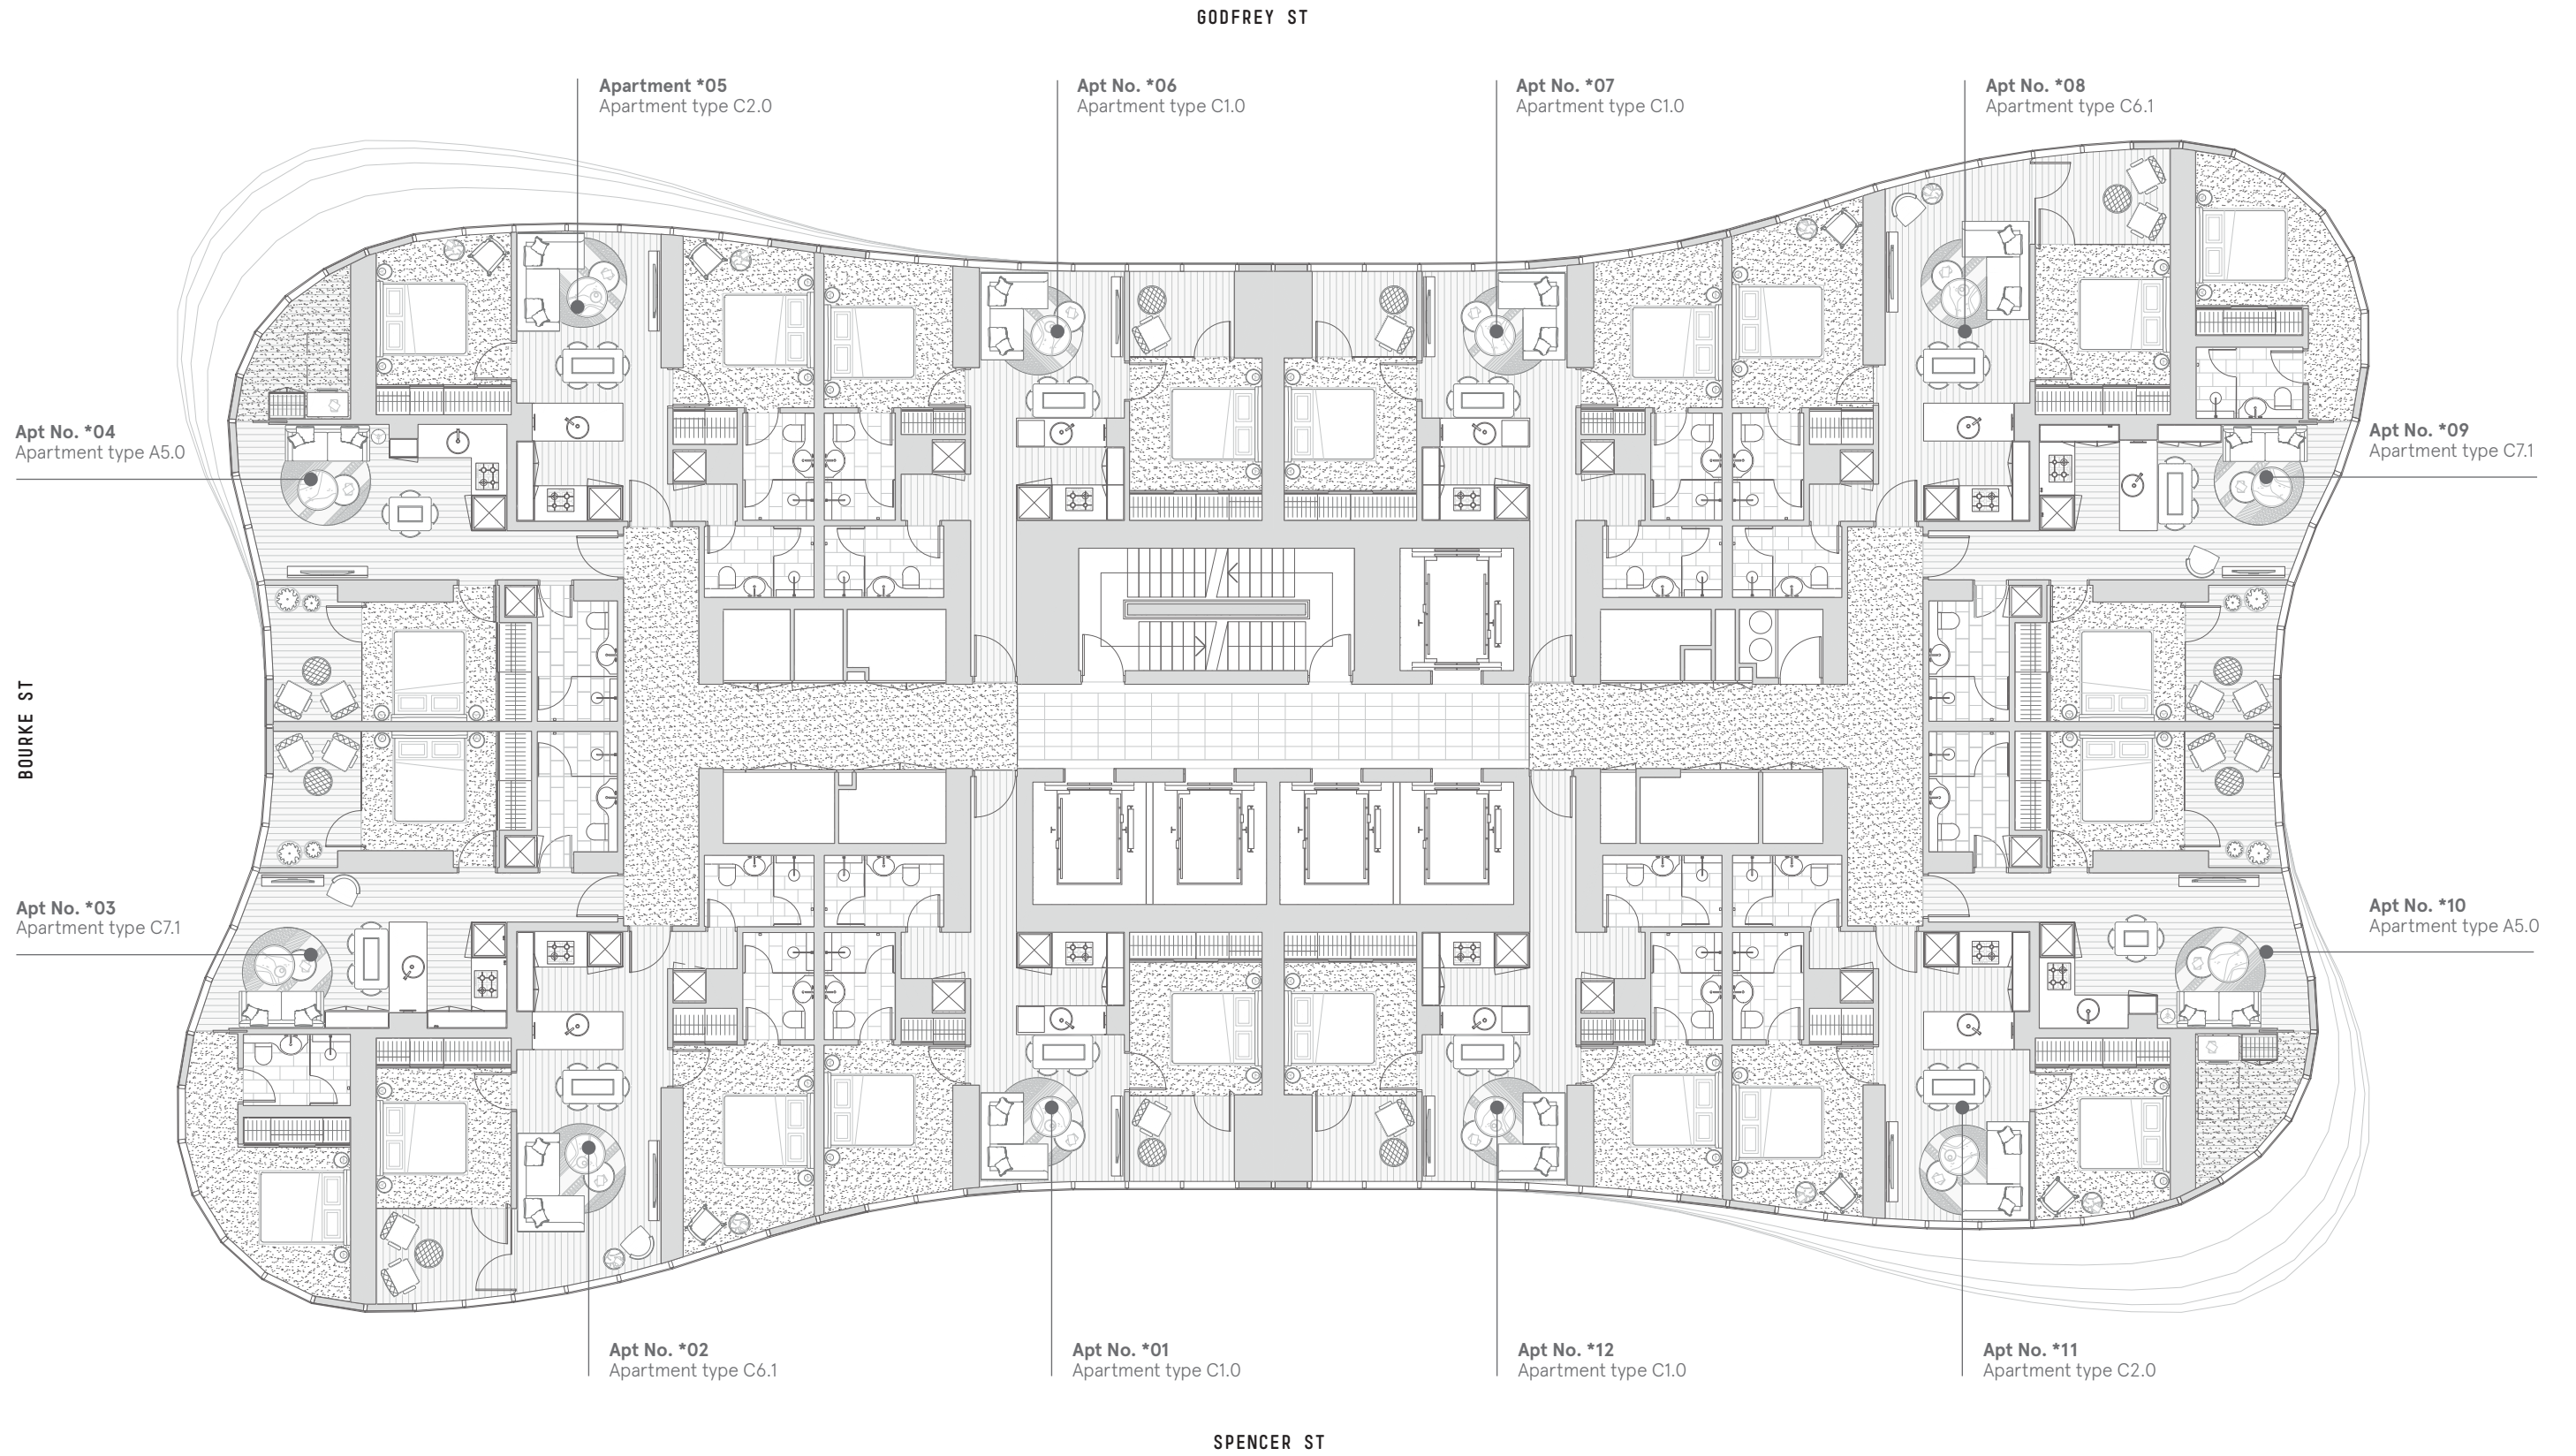 GODFREY ST
Apartment *05
Apartment type C2.0
Apt No. *06
Apartment type C1.0
Apt No. *07
Apartment type C1.0
Apt No. *08
Apartment type C6.1
Apt No. *04
Apartment type A5.0
Apt No. *09
Apartment type C7.1
BOURKE ST
Apt No. *03
Apartment type C7.1
Apt No. *10
Apartment type A5.0
Apt No. *02
Apartment type C6.1
Apt No. *01
Apartment type C1.0
Apt No. *12
Apartment type C1.0
Apt No. *11
Apartment type C2.0
SPENCER ST